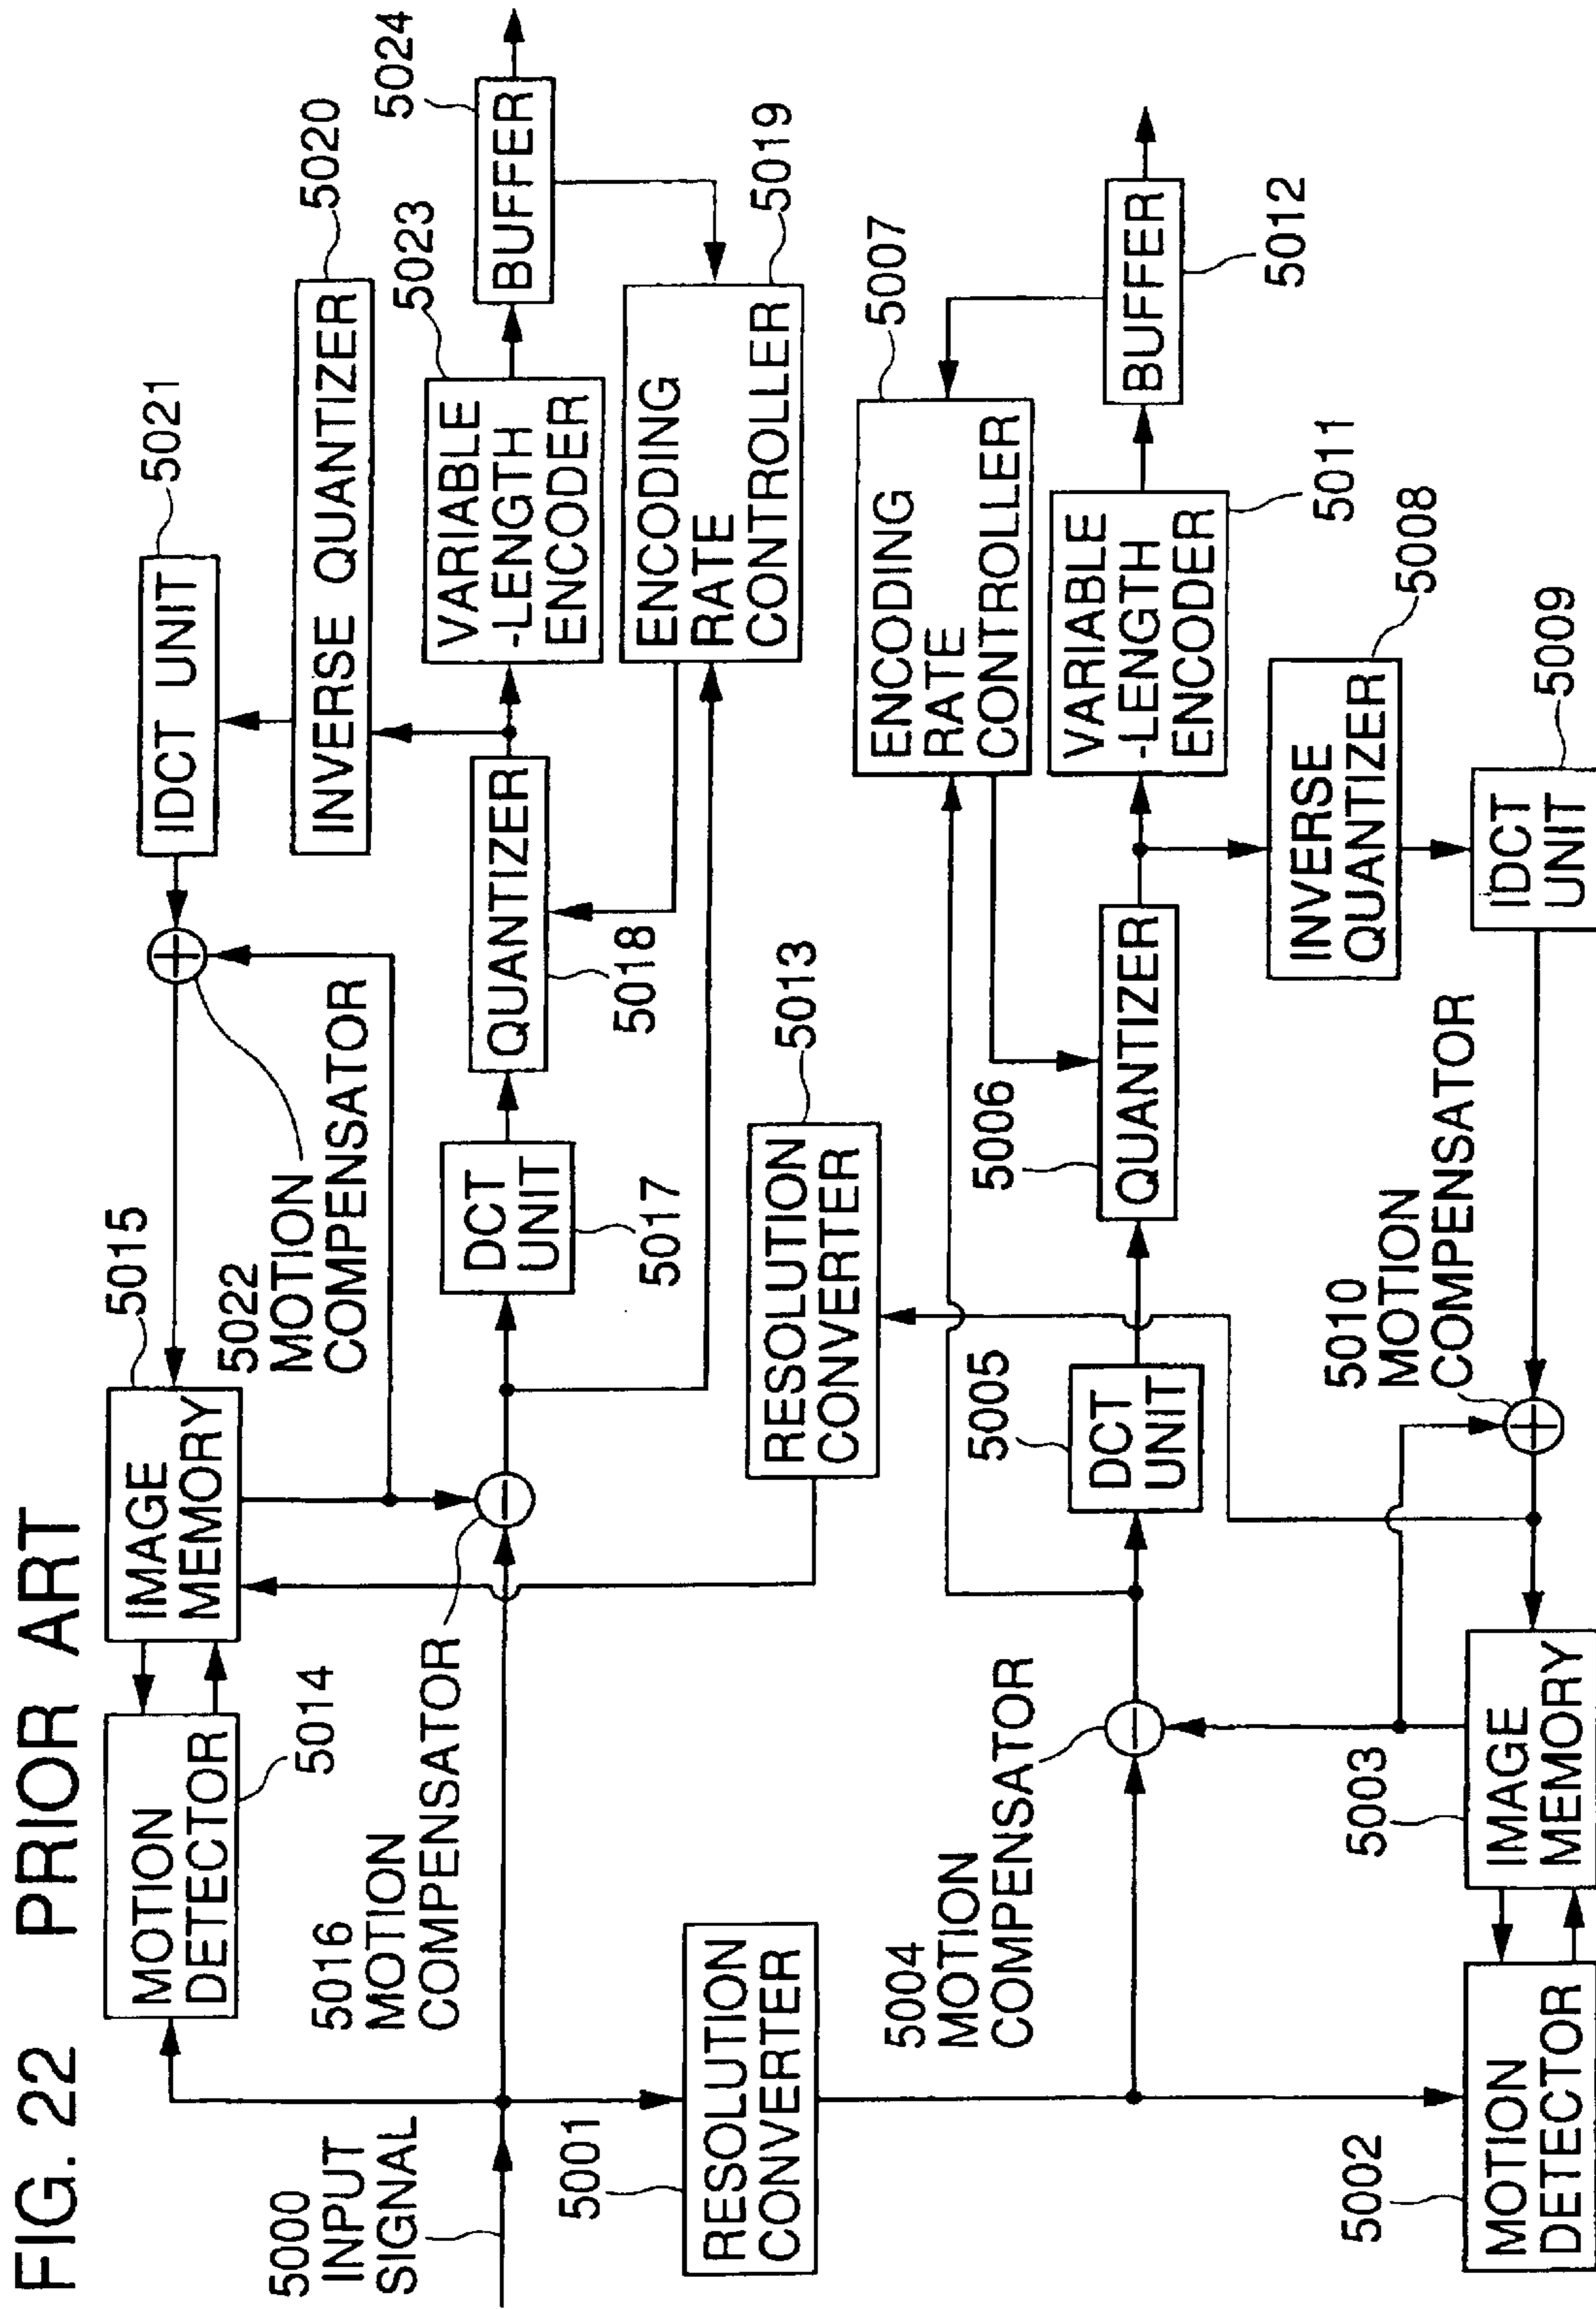 FIG. 22 PRIOR ART
5014
MOTION
DETECTOR
5015
IMAGE
MEMORY
5021
IDCT UNIT
5022
MOTION
COMPENSATOR
5020
INVERSE QUANTIZER
5016
MOTION
COMPENSATOR
5000
INPUT
SIGNAL
5017
DCT
UNIT
5018
QUANTIZER
5023
VARIABLE
-LENGTH
ENCODER
5024
BUFFER
5019
ENCODING
RATE
CONTROLLER
5001
RESOLUTION
CONVERTER
5013
RESOLUTION
CONVERTER
5007
ENCODING
RATE
CONTROLLER
5004
MOTION
COMPENSATOR
5005
DCT
UNIT
5006
QUANTIZER
VARIABLE
-LENGTH
ENCODER
5011
BUFFER
5012
INVERSE
QUANTIZER
5008
5010
MOTION
COMPENSATOR
5002
MOTION
DETECTOR
5003
IMAGE
MEMORY
IDCT
UNIT
5009